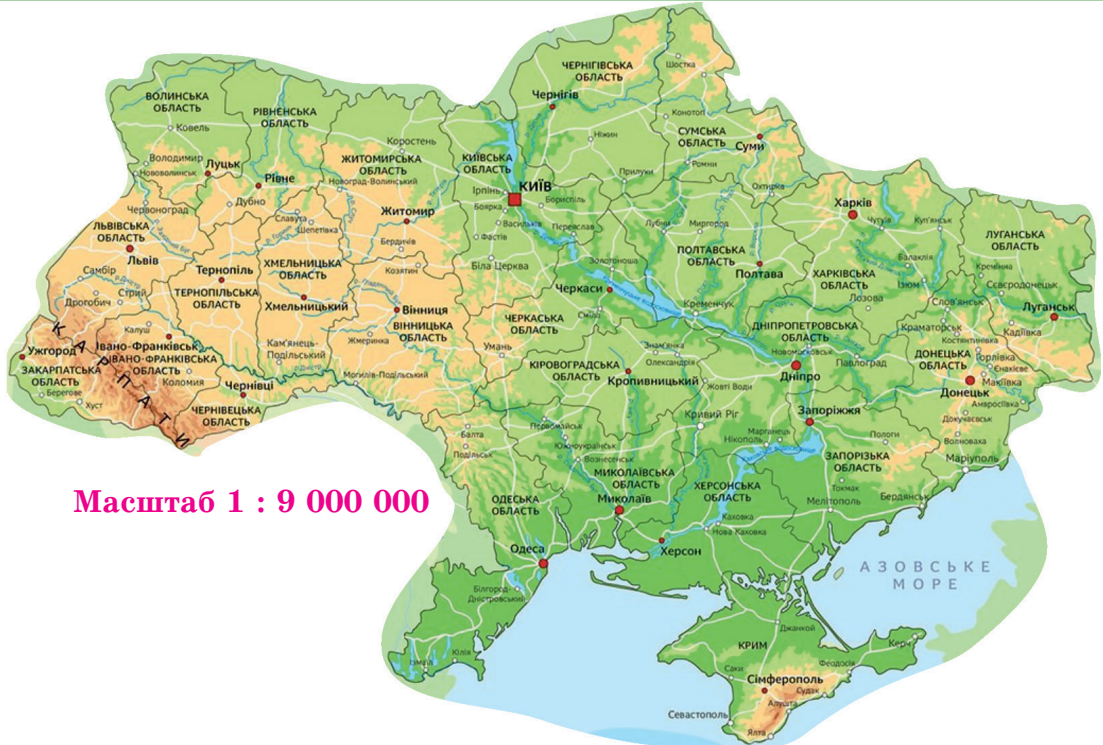 ЧЕРНІГІВСЬКА
ОБЛАСТЬ
Шостка
Чернігів
ВОЛИНСЬКА
ОБЛАСТЬ
РІВНЕНСЬКА
ОБЛАСТЬ
Ковель
Конотоп
СУМСЬКА
ОБЛАСТЬ
Суми
Ніжин
Коростень
ЖИТОМИРСЬКА
ОБЛАСТЬ
КИЇВСЬКА
ОБЛАСТЬ
Володимир
Нововолинськ
Луцьк
Рівне
Новоград-Волинський
Прилуки
Ромни
Охтирка
Ірпінь
КИЇВ
Бориспіль
Боярка
Васильків
Переяслав
Фастів
Дубно
Червоноград
Славута
Шепетівка
Житомир
Бердичів
Лубни
Миргород
Харків
Чугуїв
Куп'янськ
ЛЬВІВСЬКА
ОБЛАСТЬ
Львів
ПОЛТАВСЬКА
ОБЛАСТЬ
Полтава
ЛУГАНСЬКА
ОБЛАСТЬ
Балаклія
Кремінна
Самбір
Тернопіль
ТЕРНОПІЛЬСЬКА
ОБЛАСТЬ
ХМЕЛЬНИЦЬКА
ОБЛАСТЬ
Хмельницький
Козятин
Біла Церква
Золотоноша
Черкаси
Сміла
ХАРКІВСЬКА
ОБЛАСТЬ
Ізюм
Лозова
Сєвєродонецьк
Слов'янськ
Луганськ
Дрогобич
Стрий
Калуш
Вінниця
ВІННИЦЬКА
ОБЛАСТЬ
ЧЕРКАСЬКА
ОБЛАСТЬ
Кременчук
ДНІПРОПЕТРОВСЬКА
ОБЛАСТЬ
Краматорськ
Костянтинівка
Кадіївка
КАРПАТИ
Ужгород
ЗАКАРПАТСЬКА
ОБЛАСТЬ
Івано-Франківськ
ІВАНО-ФРАНКІВСЬКА
ОБЛАСТЬ
Коломия
Кам'янець-
Подільський
Жмеринка
Умань
Знам'янка
Олександрія
Новомосковськ
Павлоград
ДОНЕЦЬКА
ОБЛАСТЬ
Горлівка
Єнакієве
Макіївка
Донецьк
Берегове
Хуст
Чернівці
ЧЕРНІВЕЦЬКА
ОБЛАСТЬ
Могилів-Подільський
КІРОВОГРАДСЬКА
ОБЛАСТЬ
Кропивницький
Жовті Води
Дніпро
Амвросіївка
Докучаєвськ
Волноваха
Балта
Подільськ
Первомайськ
Южноукраїнськ
Вознесенськ
Кривий Ріг
Нікополь
Марганець
Запоріжжя
Пологи
ЗАПОРІЗЬКА
ОБЛАСТЬ
Маріуполь
Токмак
Мелітополь
Бердянськ
Масштаб 1 : 9 000 000
ОДЕСЬКА
ОБЛАСТЬ
МИКОЛАЇВСЬКА
ОБЛАСТЬ
Миколаїв
ХЕРСОНСЬКА
ОБЛАСТЬ
Каховка
Нова Каховка
Херсон
Одеса
АЗОВСЬКЕ
МОРЕ
Білгород-
Дністровський
Ізмаїл
Кілія
Джанкой
КРИМ
Керч
Саки
Сімферополь
Феодосія
Судак
Алушта
Севастополь
Ялта